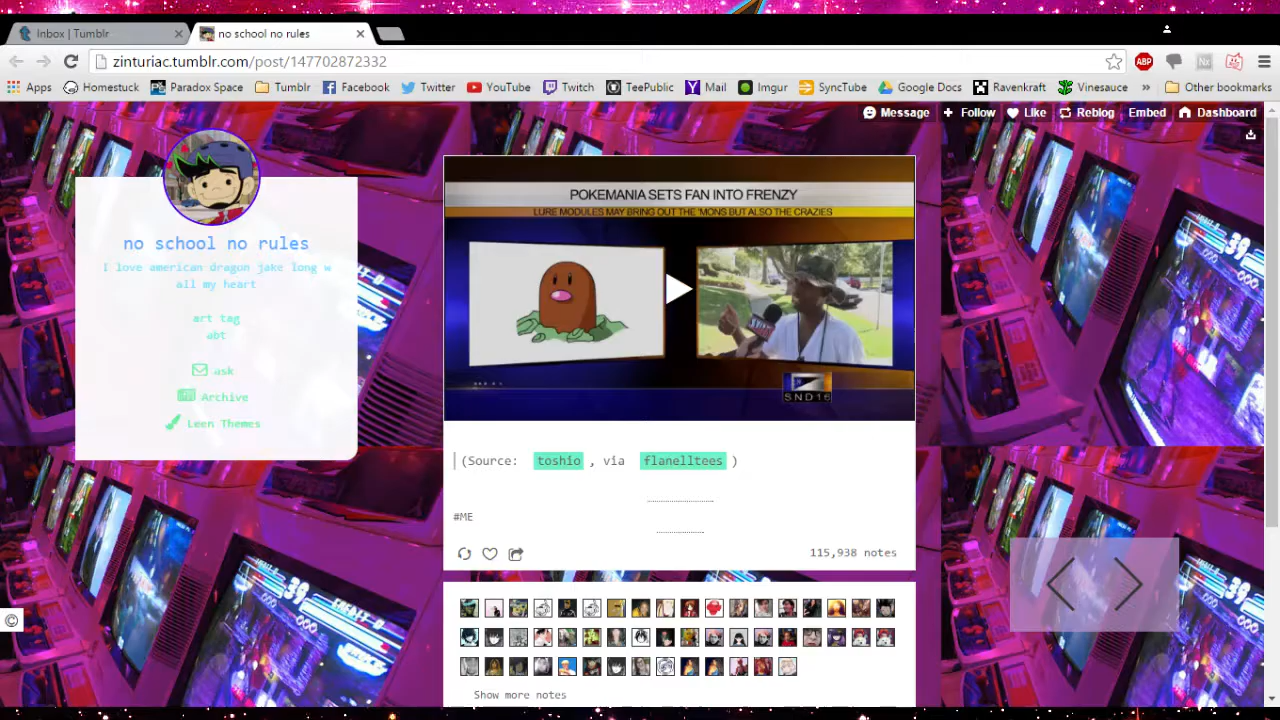 Inbox | Tumblr
no school no rules
zinturiac.tumblr.com/post/147702872332
ABP
Apps Homestuck Paradox Space Tumblr Facebook Twitter YouTube Twitch TeePublic Mail Imgur SyncTube Google Docs Ravenkraft Vinesauce » Other bookmarks
Message Follow Like Reblog Embed Dashboard
no school no rules
I love american dragon jake long w
all my heart
art tag
abt
ask
Archive
Leen Themes
POKEMANIA SETS FAN INTO FRENZY
LURE MODULES MAY BRING OUT THE 'MONS BUT ALSO THE CRAZIES
SND16
(Source: toshio , via flanelltees )
#ME
115,938 notes
Show more notes
©